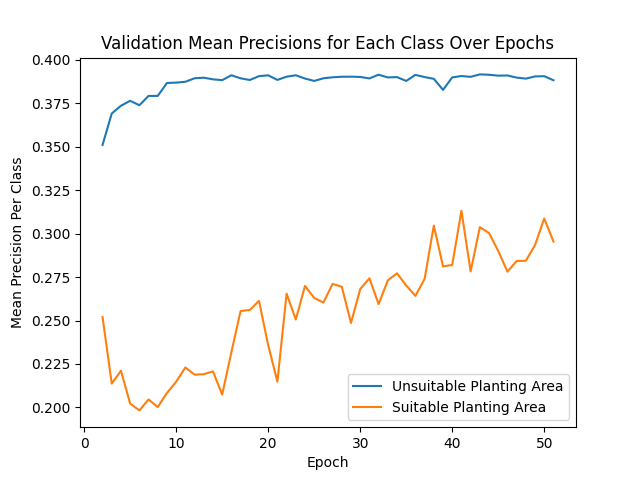 Validation Mean Precisions for Each Class Over Epochs
0.400
0.375
0.350
0.325
0.300
0.275
0.250
0.225
0.200
Mean Precision Per Class
Unsuitable Planting Area
Suitable Planting Area
0 10 20 30 40 50
Epoch